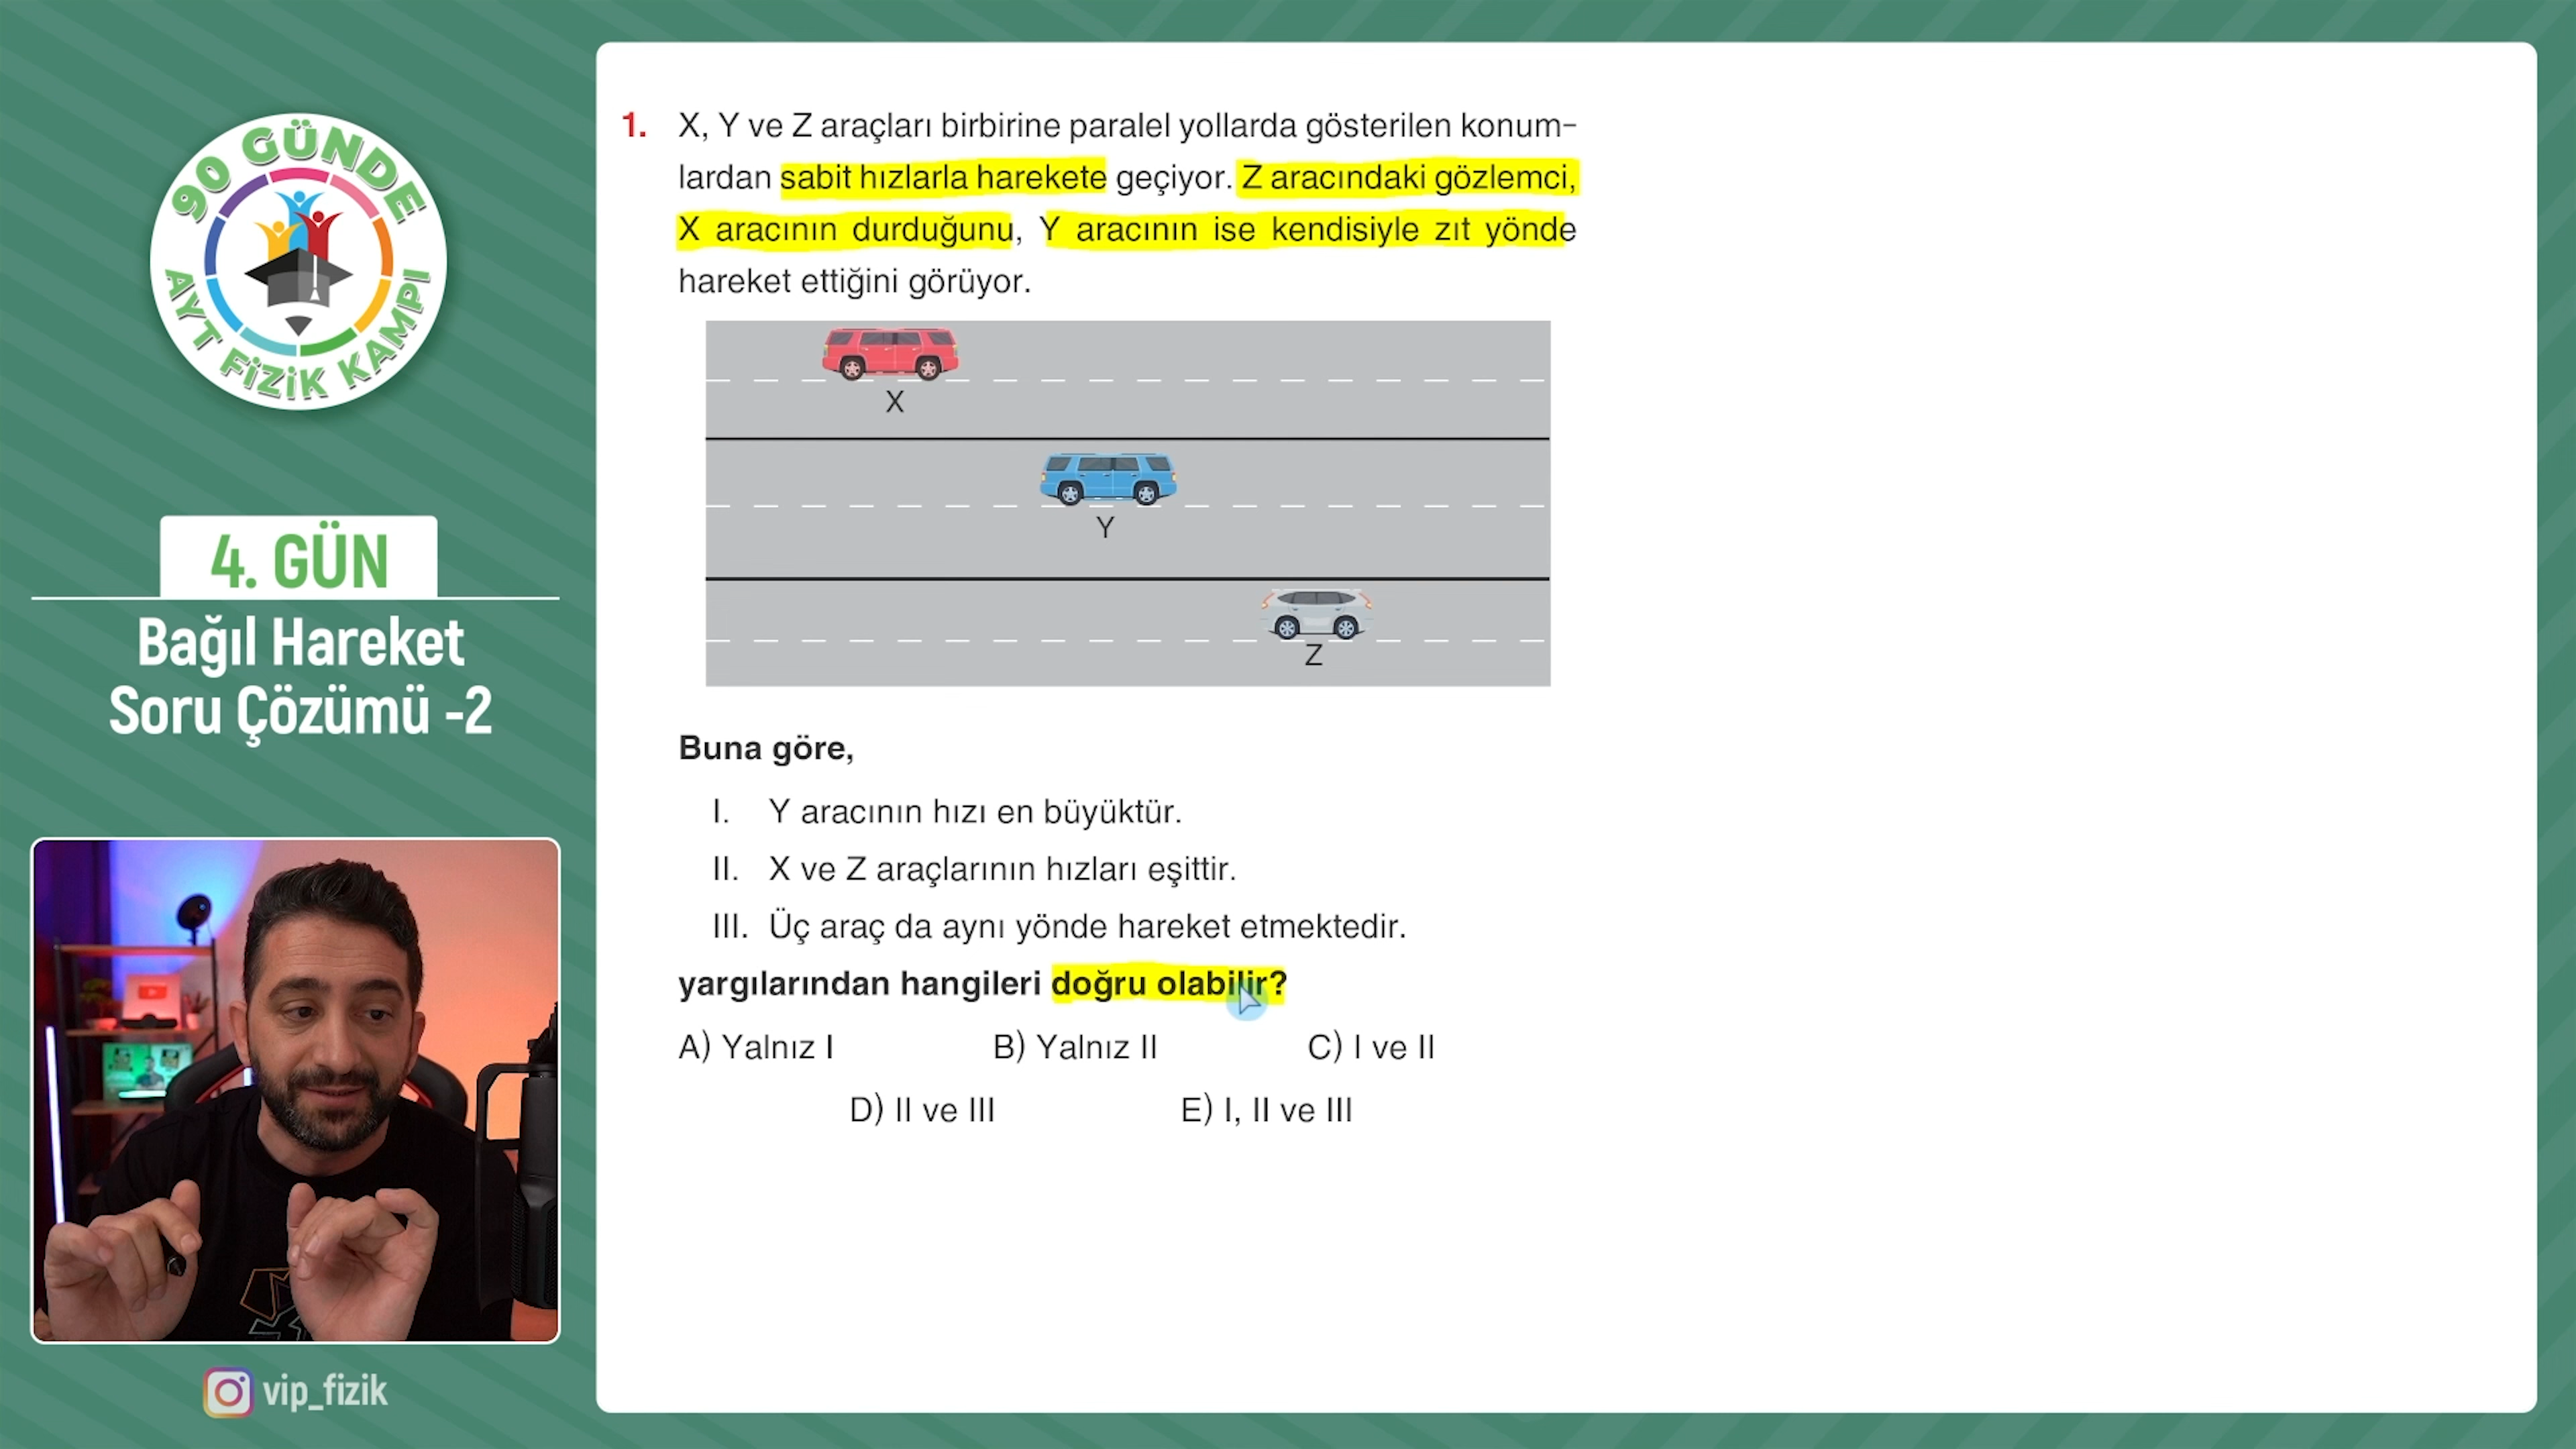 90 GÜNDE
AYT FİZİK KAMPI
4. GÜN
Bağıl Hareket
Soru Çözümü -2
vip_fizik
1. X, Y ve Z araçları birbirine paralel yollarda gösterilen konum-
lardan sabit hızlarla harekete geçiyor. Z aracındaki gözlemci,
X aracının durduğunu, Y aracının ise kendisiyle zıt yönde
hareket ettiğini görüyor.
X
Y
Z
Buna göre,
I. Y aracının hızı en büyüktür.
II. X ve Z araçlarının hızları eşittir.
III. Üç araç da aynı yönde hareket etmektedir.
yargılarından hangileri doğru olabilir?
A) Yalnız I B) Yalnız II C) I ve II
D) II ve III E) I, II ve III